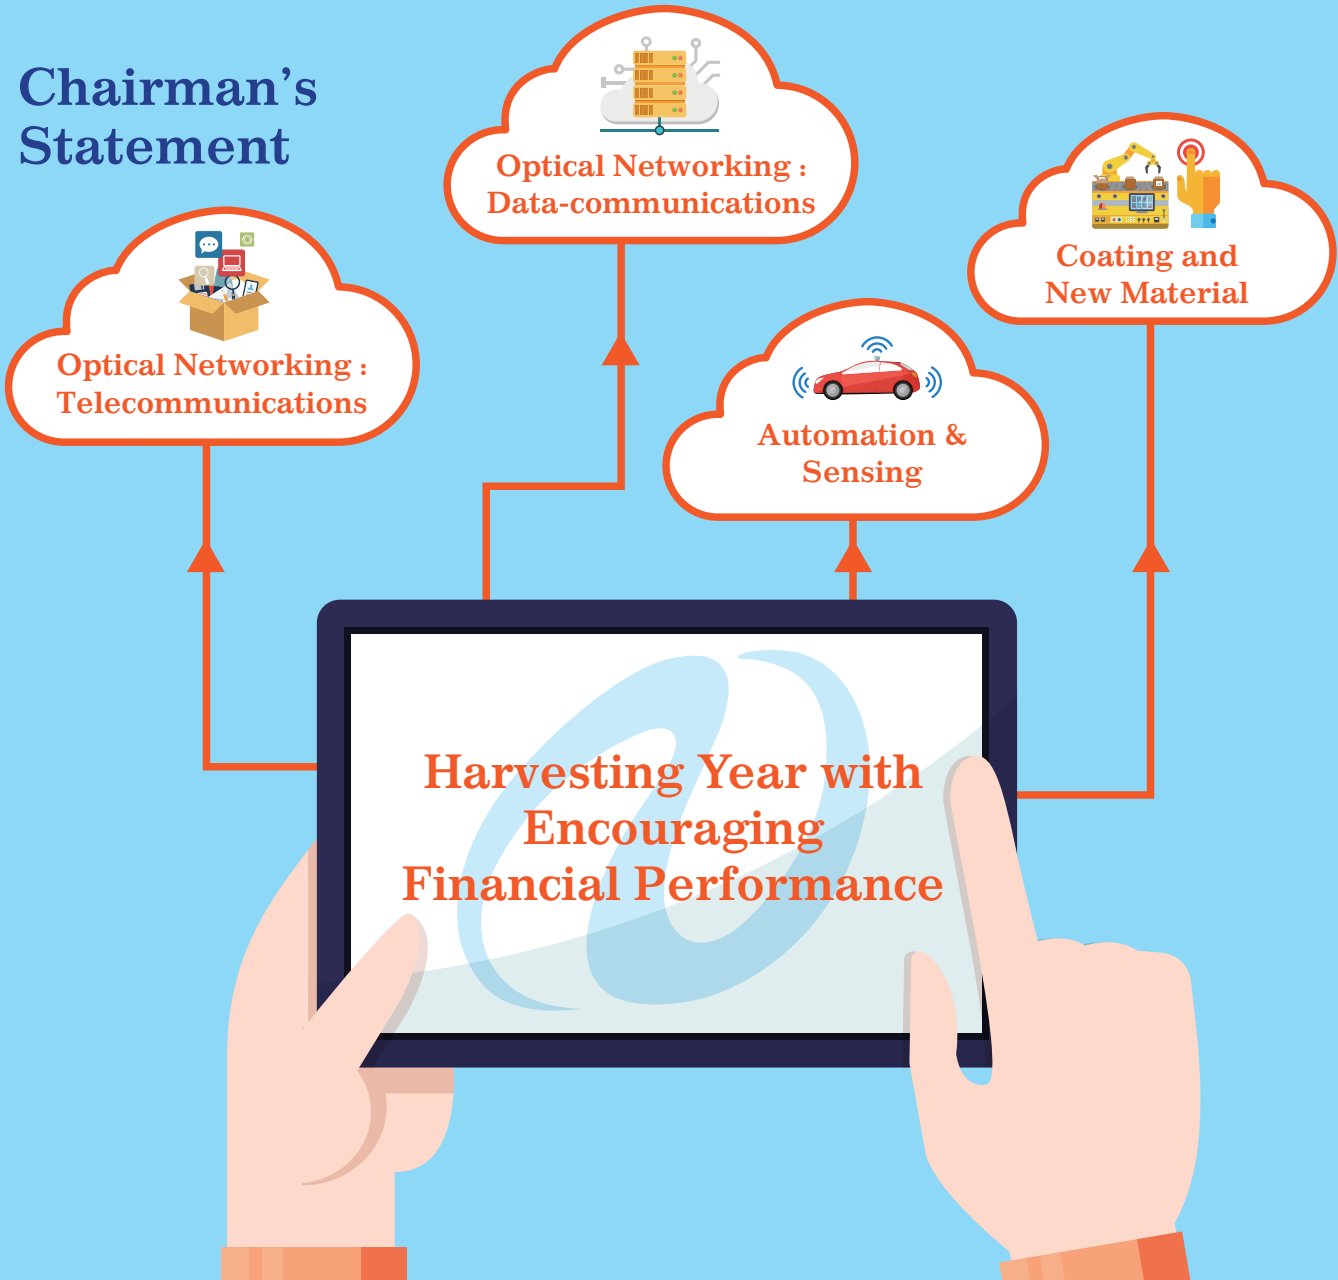 Chairman's
Statement
Optical Networking :
Data-communications
Coating and
New Material
Optical Networking :
Telecommunications
Automation &
Sensing
Harvesting Year with
Encouraging
Financial Performance